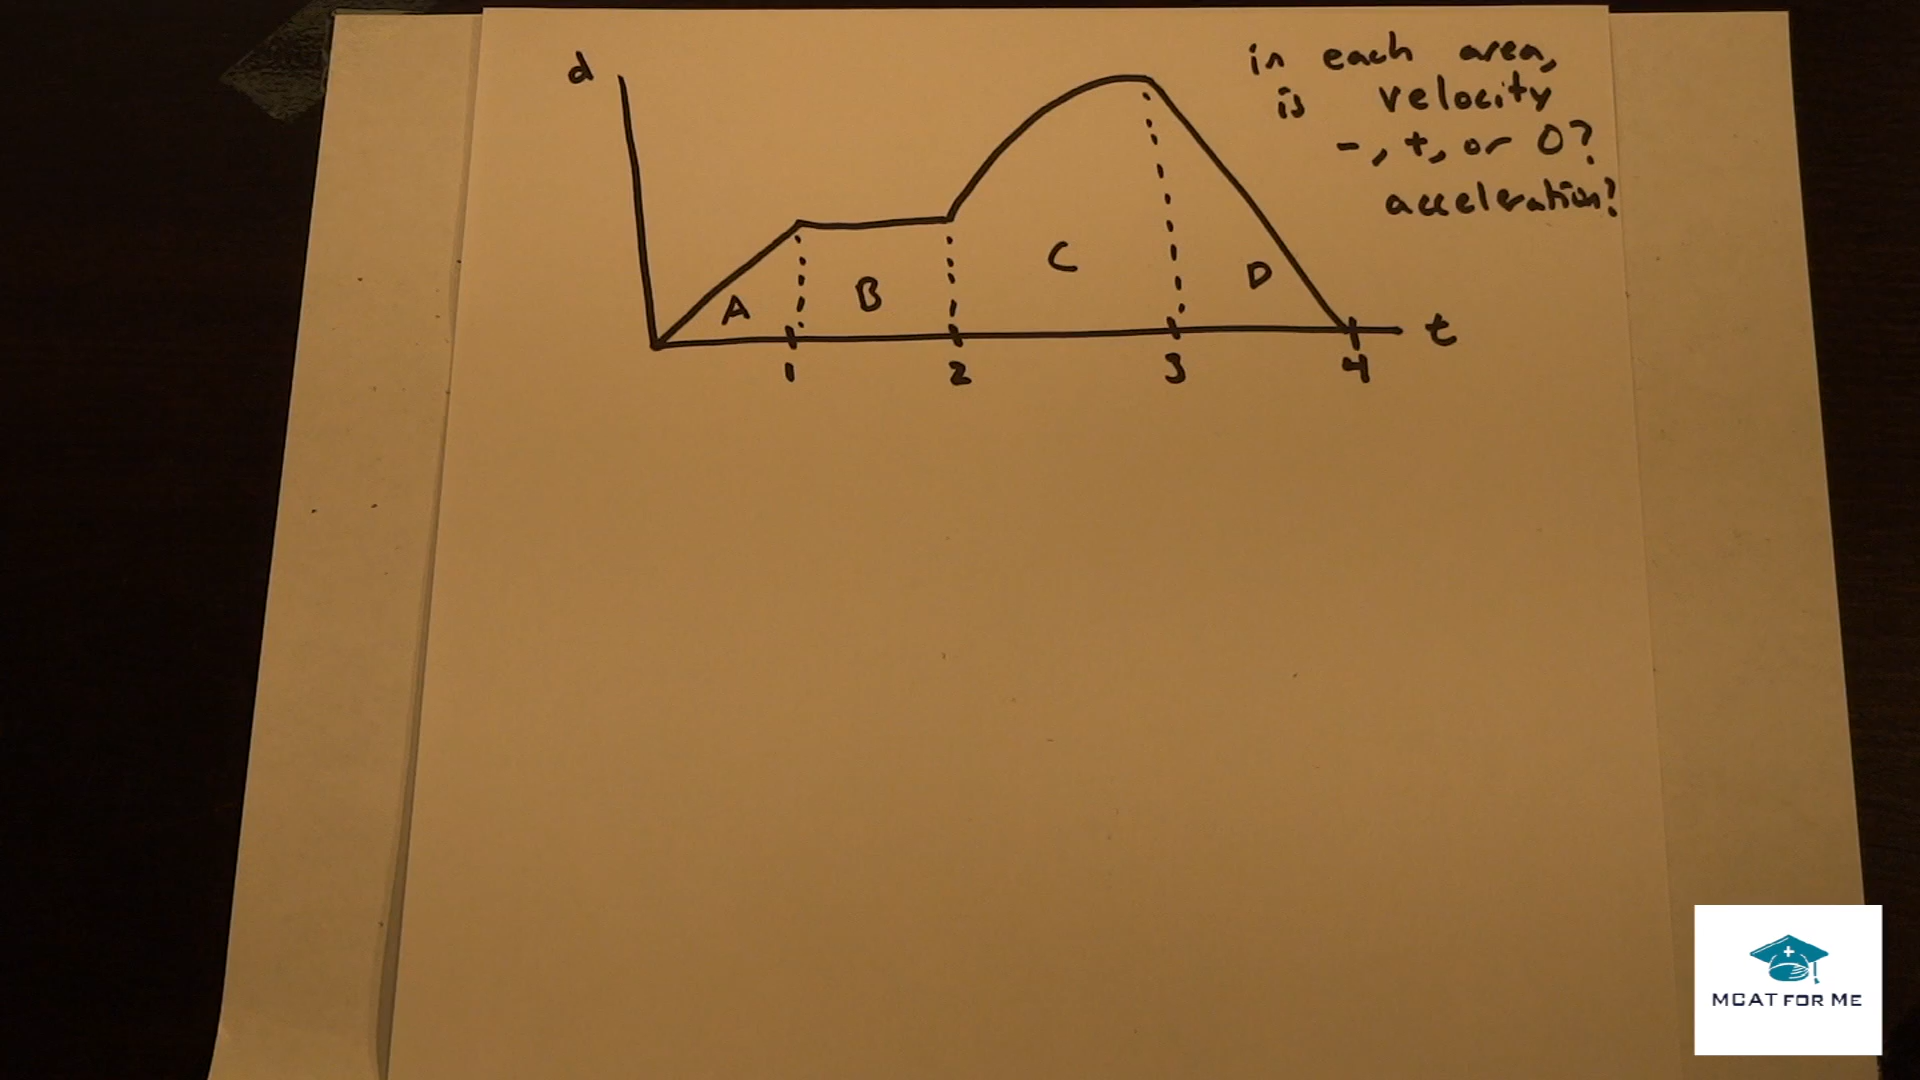 d
in each area,
is velocity
-, +, or 0?
acceleration?
A
B
C
D
t
1
2
3
4
MCAT FOR ME